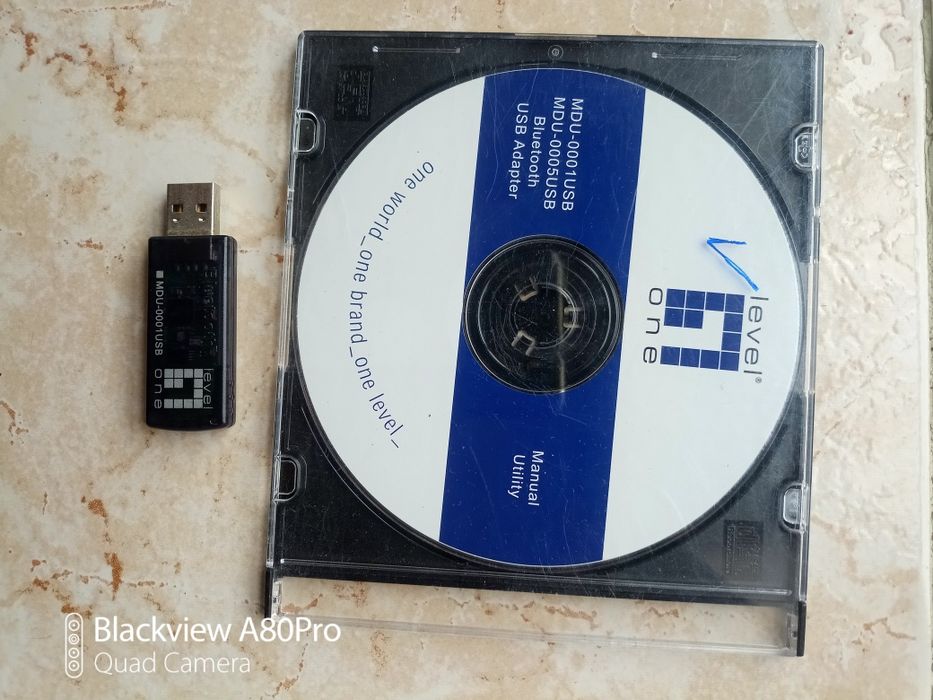 level®
one
MDU-0001USB
MDU-0005USB
Bluetooth
USB Adapter
Manual
Utility
one world_one brand_one level_
level
one
MDU-0001USB
Blackview A80Pro
Quad Camera